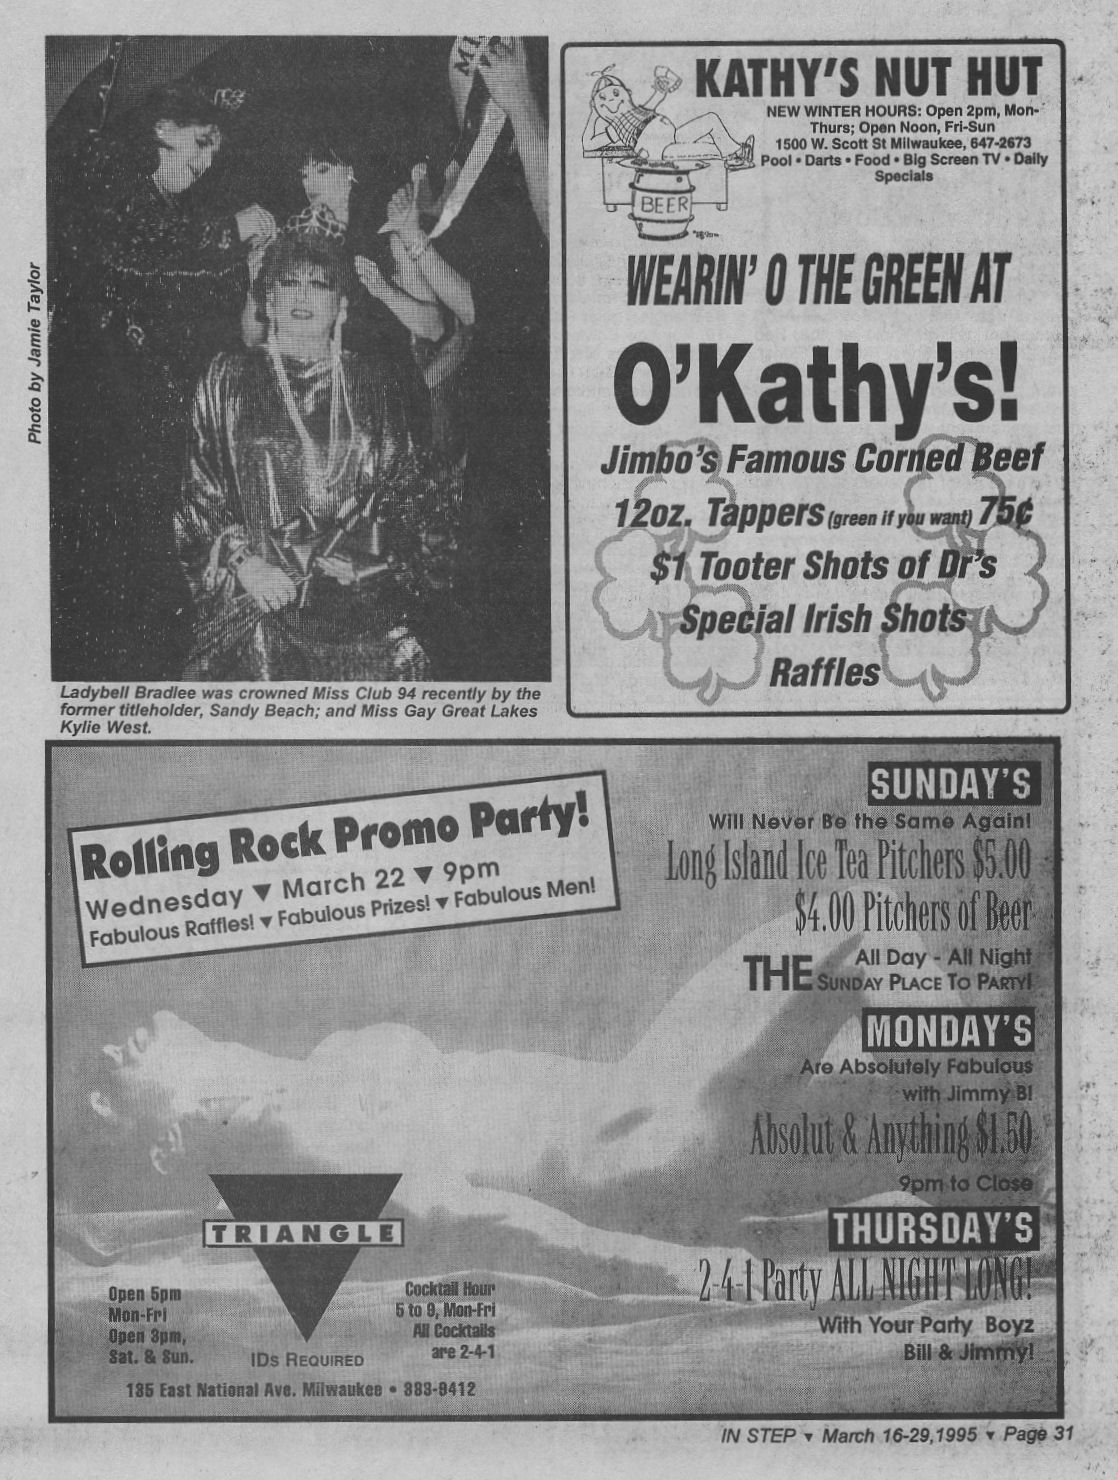 Photo by Jamie Taylor
Ladybell Bradlee was crowned Miss Club 94 recently by the
former titleholder, Sandy Beach; and Miss Gay Great Lakes
Kylie West.
KATHY'S NUT HUT
NEW WINTER HOURS: Open 2pm, Mon-
Thurs; Open Noon, Fri-Sun
1500 W. Scott St Milwaukee, 647-2673
Pool • Darts • Food • Big Screen TV • Daily
Specials
BEER
WEARIN' O THE GREEN AT
O'Kathy's!
Jimbo's Famous Corned Beef
12oz. Tappers (green if you want) 75¢
$1 Tooter Shots of Dr's
Special Irish Shots
Raffles
Rolling Rock Promo Party!
Wednesday ▼ March 22 ▼ 9pm
Fabulous Raffles! ▼ Fabulous Prizes! ▼ Fabulous Men!
SUNDAY'S
Will Never Be the Same Again!
Long Island Ice Tea Pitchers $5.00
$4.00 Pitchers of Beer
All Day - All Night
THE SUNDAY PLACE TO PARTY!
MONDAY'S
Are Absolutely Fabulous
with Jimmy B!
Absolut & Anything $1.50
9pm to Close
THURSDAY'S
2-4-1 Party ALL NIGHT LONG!
With Your Party Boyz
Bill & Jimmy!
TRIANGLE
Open 5pm
Mon-Fri
Open 3pm,
Sat. & Sun.
IDS REQUIRED
Cocktail Hour
5 to 9, Mon-Fri
All Cocktails
are 2-4-1
135 East National Ave. Milwaukee • 383-9412
IN STEP ▼ March 16-29,1995 ▼ Page 31